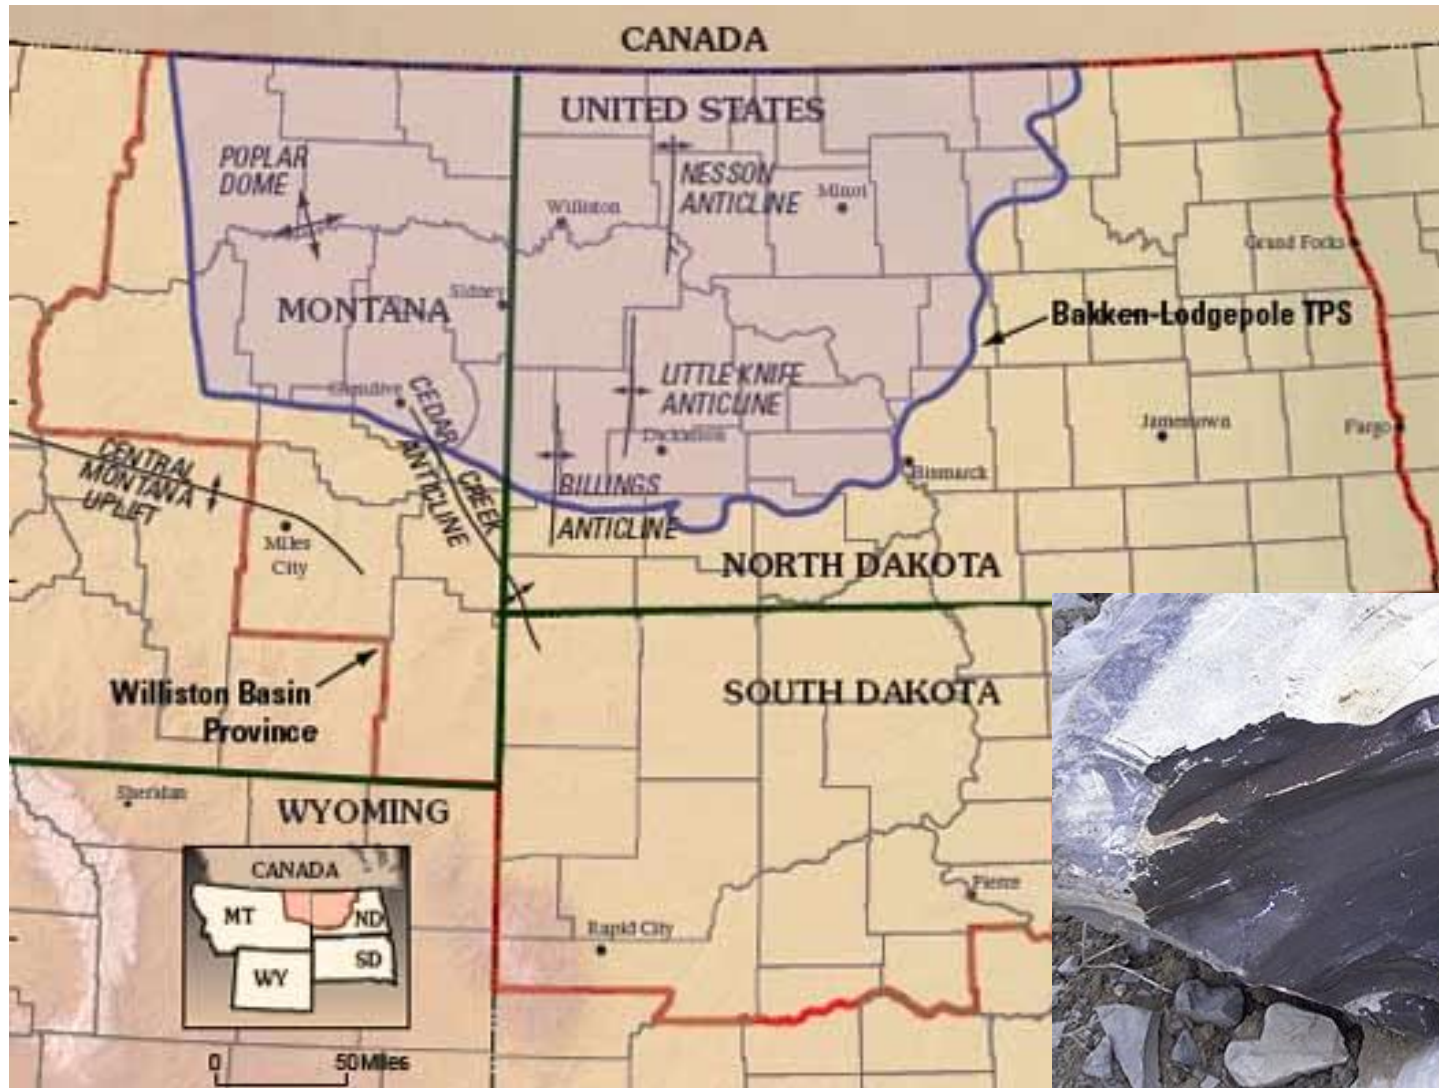 CANADA
UNITED STATES
POPLAR
DOME
NESSON
ANTICLINE
Minot
Williston
Grand Forks
MONTANA
Sidney
Bakken-Lodgepole TPS
LITTLE KNIFE
ANTICLINE
CEDAR CREEK
ANTICLINE
Dickinson
Jamestown
Fargo
CENTRAL
MONTANA
UPLIFT
BILLINGS
ANTICLINE
Bismarck
Miles
City
NORTH DAKOTA
Williston Basin
Province
SOUTH DAKOTA
Sheridan
WYOMING
CANADA
MT
ND
WY
SD
Pierre
Rapid City
0 50 Miles